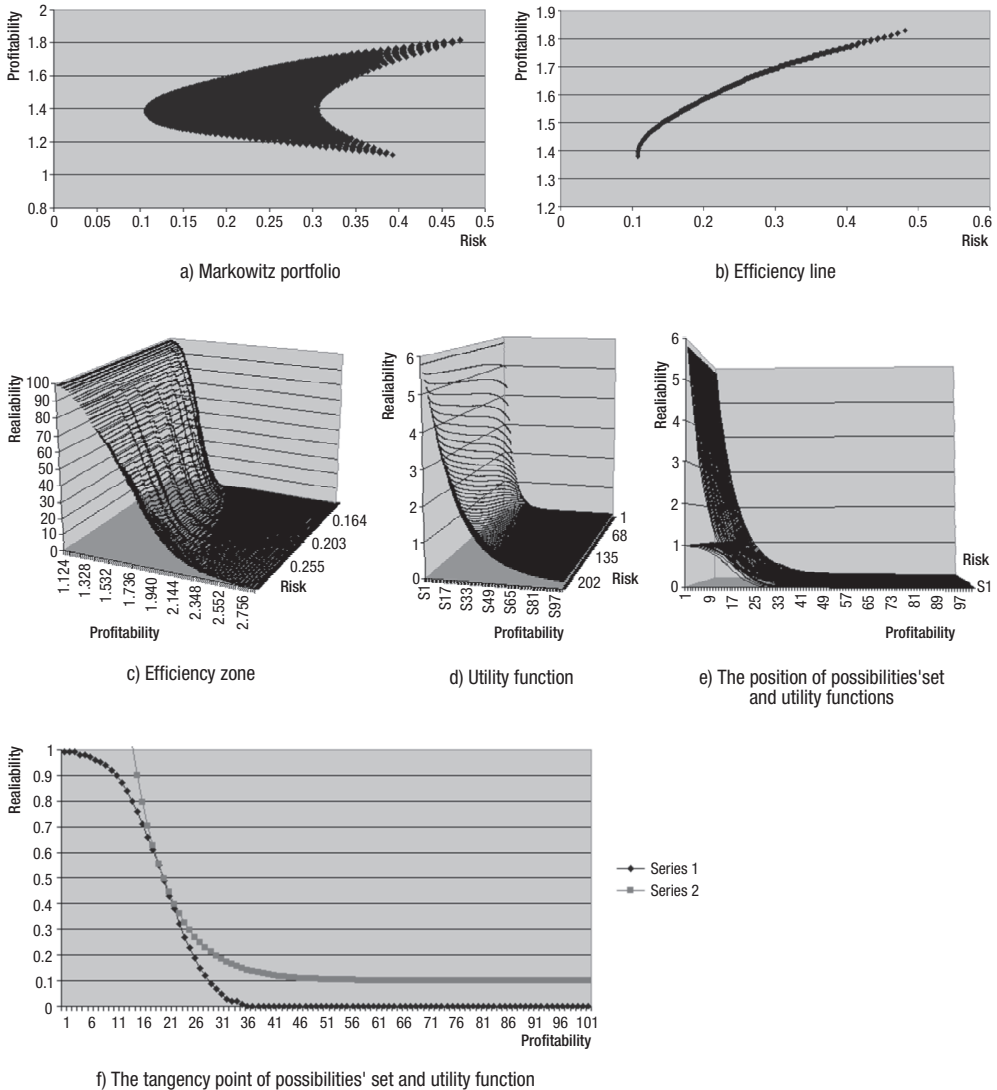 Profitability
2
1.8
1.6
1.4
1.2
1
0.8
0 0.05 0.1 0.15 0.2 0.25 0.3 0.35 0.4 0.45 0.5
Risk
a) Markowitz portfolio
Profitability
1.9
1.8
1.7
1.6
1.5
1.4
1.3
1.2
0 0.1 0.2 0.3 0.4 0.5 0.6
Risk
b) Efficiency line
Realiability
100
90
80
70
60
50
40
30
20
10
0
1.124 1.328 1.532 1.736 1.940 2.144 2.348 2.552 2.756
0.164
0.203
0.255
Risk
Profitability
c) Efficiency zone
Realiability
6
5
4
3
2
1
0
S1 S17 S33 S49 S65 S81 S97
1
68
135
202
Risk
Profitability
d) Utility function
Realiability
6
5
4
3
2
1
0
1 9 17 25 33 41 49 57 65 73 81 89 97
Risk
S1
Profitability
e) The position of possibilities'set
and utility functions
Realiability
1
0.9
0.8
0.7
0.6
0.5
0.4
0.3
0.2
0.1
0
1 6 11 16 21 26 31 36 41 46 51 56 61 66 71 76 81 86 91 96 101
Profitability
Series 1
Series 2
f) The tangency point of possibilities' set and utility function